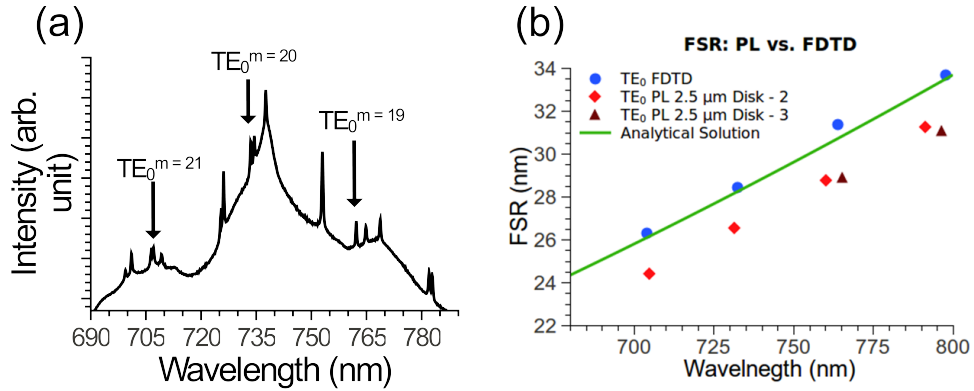 (a)
TE₀ᵐ ⁼ ²⁰
TE₀ᵐ ⁼ ¹⁹
TE₀ᵐ ⁼ ²¹
Intensity (arb.
unit)
690 705 720 735 750 765 780
Wavelength (nm)
(b)
FSR: PL vs. FDTD
TE₀ FDTD
TE₀ PL 2.5 μm Disk - 2
TE₀ PL 2.5 μm Disk - 3
Analytical Solution
FSR (nm)
34
32
30
28
26
24
22
700 725 750 775 800
Wavelnegth (nm)